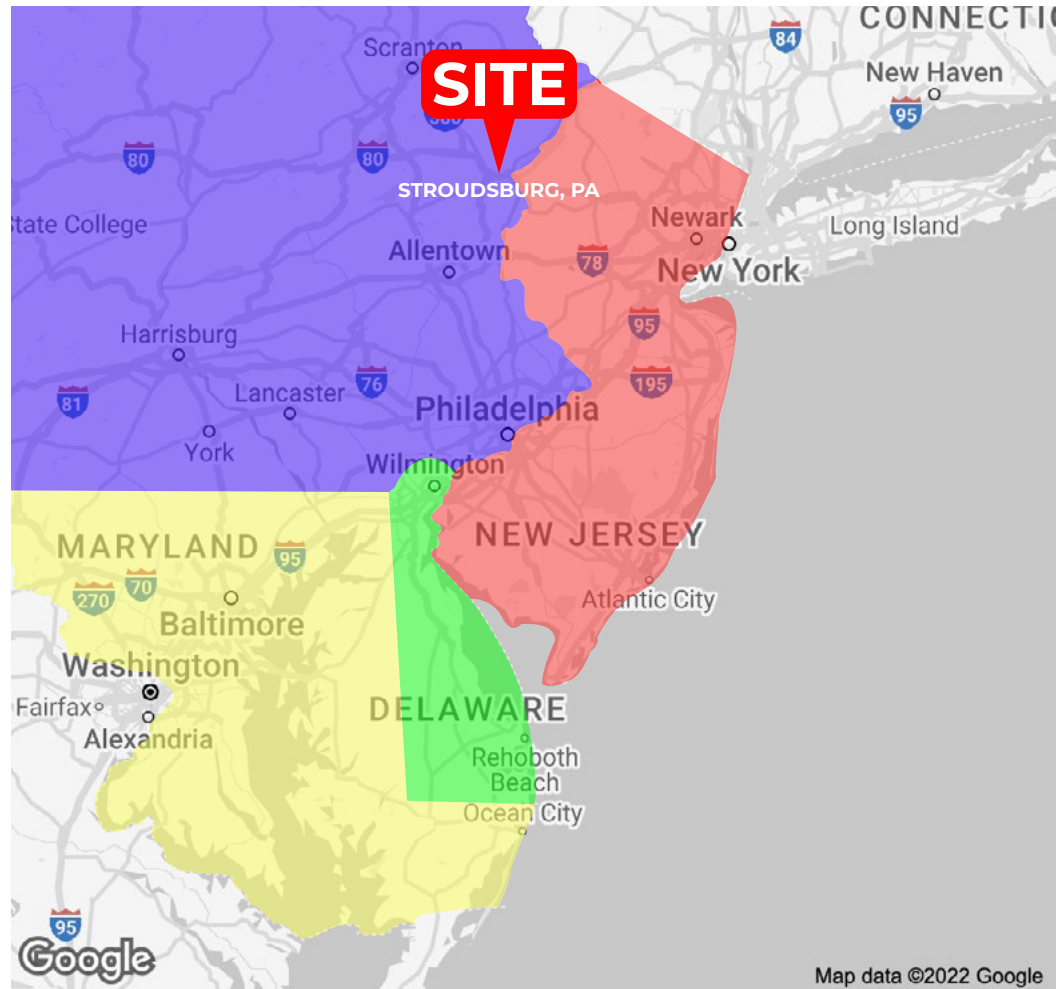 CONNECTI
84
Scranton
New Haven
SITE
95
380
80
80
STROUDSBURG, PA
State College
Newark
Long Island
Allentown
78
New York
95
Harrisburg
76
195
Lancaster
81
Philadelphia
York
Wilmington
NEW JERSEY
MARYLAND
95
70
270
Atlantic City
Baltimore
Washington
Fairfax
DELAWARE
Alexandria
Rehoboth
Beach
Ocean City
95
Google
Map data ©2022 Google